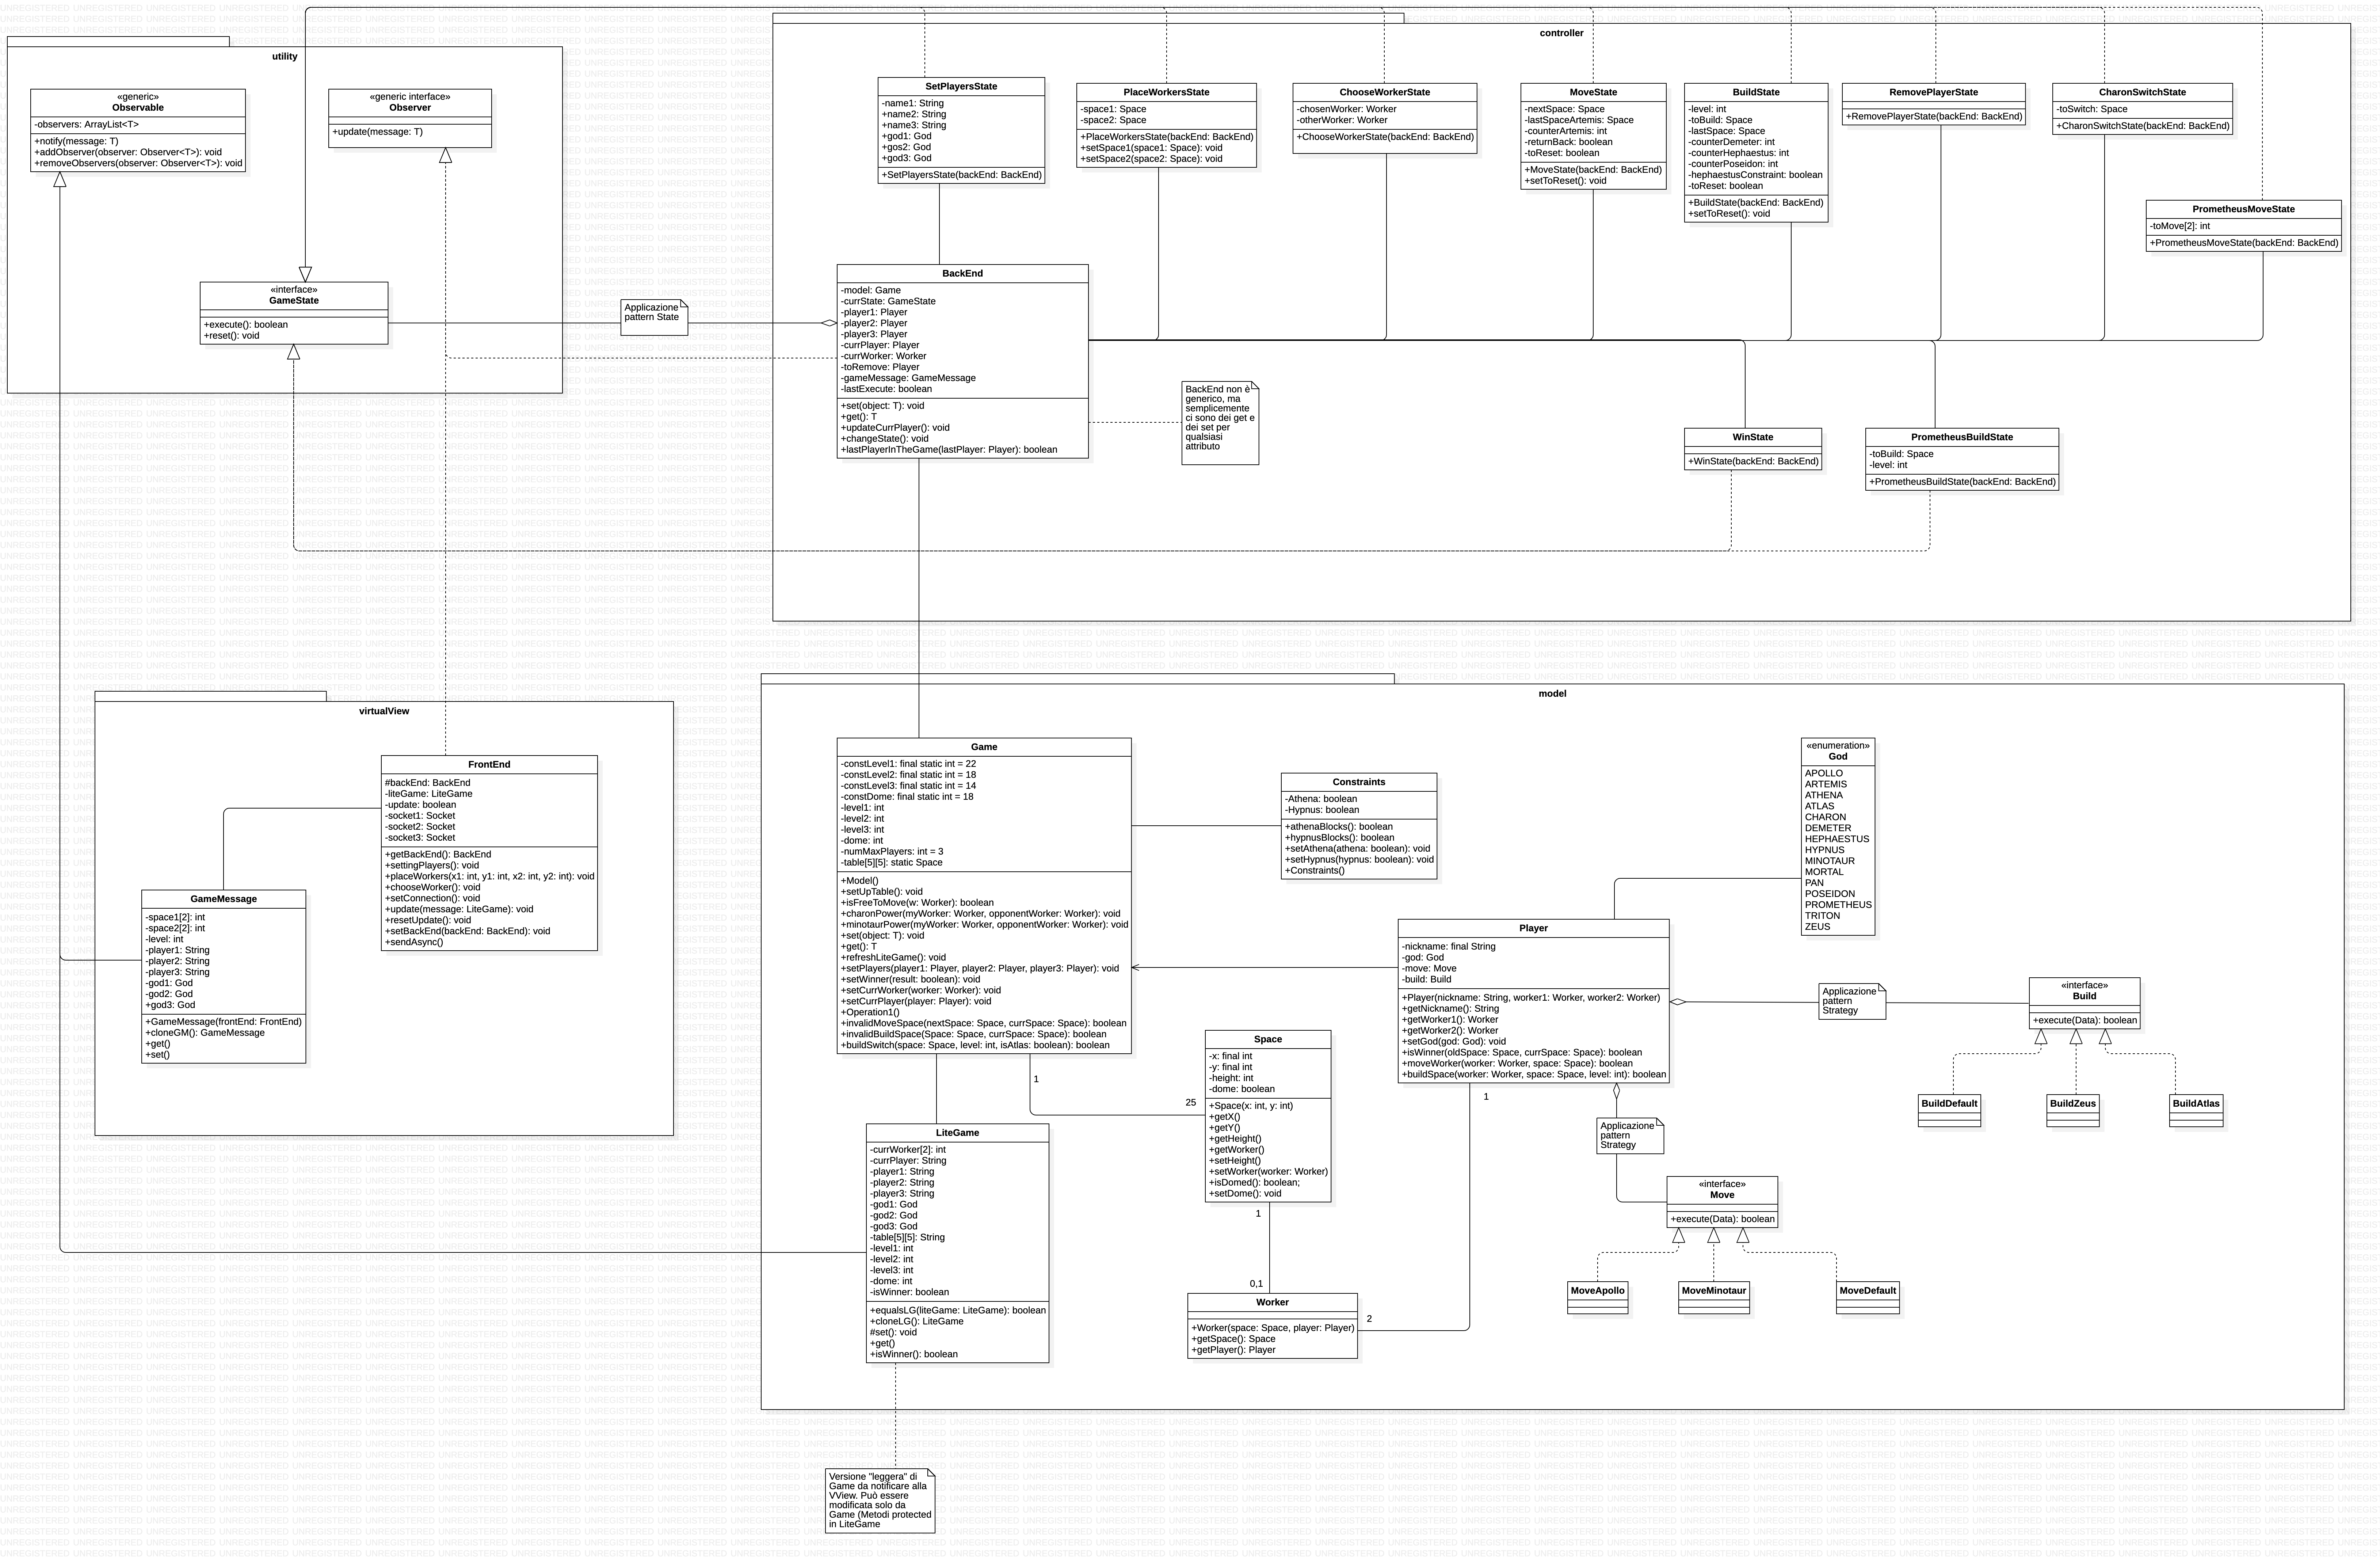 utility
«generic»
Observable
-observers: ArrayList<T>
+notify(message: T)
+addObserver(observer: Observer<T>): void
+removeObservers(observer: Observer<T>): void
«generic interface»
Observer
+update(message: T)
«interface»
GameState
+execute(): boolean
+reset(): void
Applicazione
pattern State
controller
SetPlayersState
-name1: String
+name2: String
+name3: String
+god1: God
+gos2: God
+god3: God
+SetPlayersState(backEnd: BackEnd)
PlaceWorkersState
-space1: Space
-space2: Space
+PlaceWorkersState(backEnd: BackEnd)
+setSpace1(space1: Space): void
+setSpace2(space2: Space): void
ChooseWorkerState
-chosenWorker: Worker
-otherWorker: Worker
+ChooseWorkerState(backEnd: BackEnd)
MoveState
-nextSpace: Space
-lastSpaceArtemis: Space
-counterArtemis: int
-returnBack: boolean
-toReset: boolean
+MoveState(backEnd: BackEnd)
+setToReset(): void
BuildState
-level: int
-toBuild: Space
-lastSpace: Space
-counterDemeter: int
-counterHephaestus: int
-counterPoseidon: int
-hephaestusConstraint: boolean
-toReset: boolean
+BuildState(backEnd: BackEnd)
+setToReset(): void
RemovePlayerState
+RemovePlayerState(backEnd: BackEnd)
CharonSwitchState
-toSwitch: Space
+CharonSwitchState(backEnd: BackEnd)
PrometheusMoveState
-toMove[2]: int
+PrometheusMoveState(backEnd: BackEnd)
BackEnd
-model: Game
-currState: GameState
-player1: Player
-player2: Player
-player3: Player
-currPlayer: Player
-currWorker: Worker
-toRemove: Player
-gameMessage: GameMessage
-lastExecute: boolean
+set(object: T): void
+get(): T
+updateCurrPlayer(): void
+changeState(): void
+lastPlayerInTheGame(lastPlayer: Player): boolean
BackEnd non è
generico, ma
semplicemente
ci sono dei get e
dei set per
qualsiasi
attributo
WinState
+WinState(backEnd: BackEnd)
PrometheusBuildState
-toBuild: Space
-level: int
+PrometheusBuildState(backEnd: BackEnd)
virtualView
FrontEnd
#backEnd: BackEnd
-liteGame: LiteGame
-update: boolean
-socket1: Socket
-socket2: Socket
-socket3: Socket
+getBackEnd(): BackEnd
+settingPlayers(): void
+placeWorkers(x1: int, y1: int, x2: int, y2: int): void
+chooseWorker(): void
+setConnection(): void
+update(message: LiteGame): void
+resetUpdate(): void
+setBackEnd(backEnd: BackEnd): void
+sendAsync()
GameMessage
-space1[2]: int
-space2[2]: int
-level: int
-player1: String
-player2: String
-player3: String
-god1: God
-god2: God
+god3: God
+GameMessage(frontEnd: FrontEnd)
+cloneGM(): GameMessage
+get()
+set()
model
Game
-constLevel1: final static int = 22
-constLevel2: final static int = 18
-constLevel3: final static int = 14
-constDome: final static int = 18
-level1: int
-level2: int
-level3: int
-dome: int
-numMaxPlayers: int = 3
-table[5][5]: static Space
+Model()
+setUpTable(): void
+isFreeToMove(w: Worker): boolean
+charonPower(myWorker: Worker, opponentWorker: Worker): void
+minotaurPower(myWorker: Worker, opponentWorker: Worker): void
+set(object: T): void
+get(): T
+refreshLiteGame(): void
+setPlayers(player1: Player, player2: Player, player3: Player): void
+setWinner(result: boolean): void
+setCurrWorker(worker: Worker): void
+setCurrPlayer(player: Player): void
+Operation1()
+invalidMoveSpace(nextSpace: Space, currSpace: Space): boolean
+invalidBuildSpace(Space: Space, currSpace: Space): boolean
+buildSwitch(space: Space, level: int, isAtlas: boolean): boolean
Constraints
-Athena: boolean
-Hypnus: boolean
+athenaBlocks(): boolean
+hypnusBlocks(): boolean
+setAthena(athena: boolean): void
+setHypnus(hypnus: boolean): void
+Constraints()
«enumeration»
God
APOLLO
ARTEMIS
ATHENA
ATLAS
CHARON
DEMETER
HEPHAESTUS
HYPNUS
MINOTAUR
MORTAL
PAN
POSEIDON
PROMETHEUS
TRITON
ZEUS
Player
-nickname: final String
-god: God
-move: Move
-build: Build
+Player(nickname: String, worker1: Worker, worker2: Worker)
+getNickname(): String
+getWorker1(): Worker
+getWorker2(): Worker
+setGod(god: God): void
+isWinner(oldSpace: Space, currSpace: Space): boolean
+moveWorker(worker: Worker, space: Space): boolean
+buildSpace(worker: Worker, space: Space, level: int): boolean
Applicazione
pattern
Strategy
«interface»
Build
+execute(Data): boolean
BuildDefault
BuildZeus
BuildAtlas
Applicazione
pattern
Strategy
«interface»
Move
+execute(Data): boolean
MoveApollo
MoveMinotaur
MoveDefault
1
25
Space
-x: final int
-y: final int
-height: int
-dome: boolean
+Space(x: int, y: int)
+getX()
+getY()
+getHeight()
+getWorker()
+setHeight()
+setWorker(worker: Worker)
+isDomed(): boolean;
+setDome(): void
1
0,1
1
2
Worker
+Worker(space: Space, player: Player)
+getSpace(): Space
+getPlayer(): Player
LiteGame
-currWorker[2]: int
-currPlayer: String
-player1: String
-player2: String
-player3: String
-god1: God
-god2: God
-god3: God
-table[5][5]: String
-level1: int
-level2: int
-level3: int
-dome: int
-isWinner: boolean
+equalsLG(liteGame: LiteGame): boolean
+cloneLG(): LiteGame
#set(): void
+get()
+isWinner(): boolean
Versione "leggera" di
Game da notificare alla
VView. Può essere
modificata solo da
Game (Metodi protected
in LiteGame